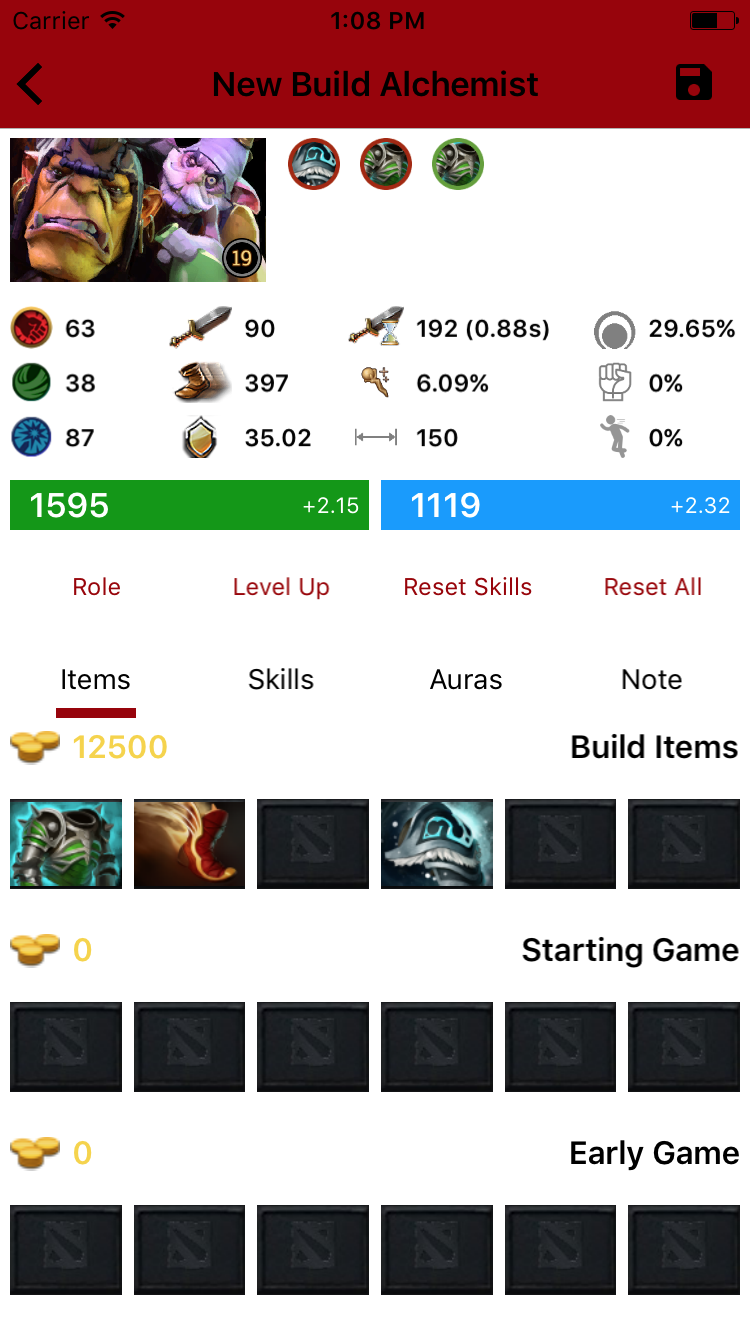 Carrier 1:08 PM
New Build Alchemist
19
63 90 192 (0.88s) 29.65%
38 397 6.09% 0%
87 35.02 150 0%
1595 +2.15 1119 +2.32
Role Level Up Reset Skills Reset All
Items Skills Auras Note
12500 Build Items
0 Starting Game
0 Early Game